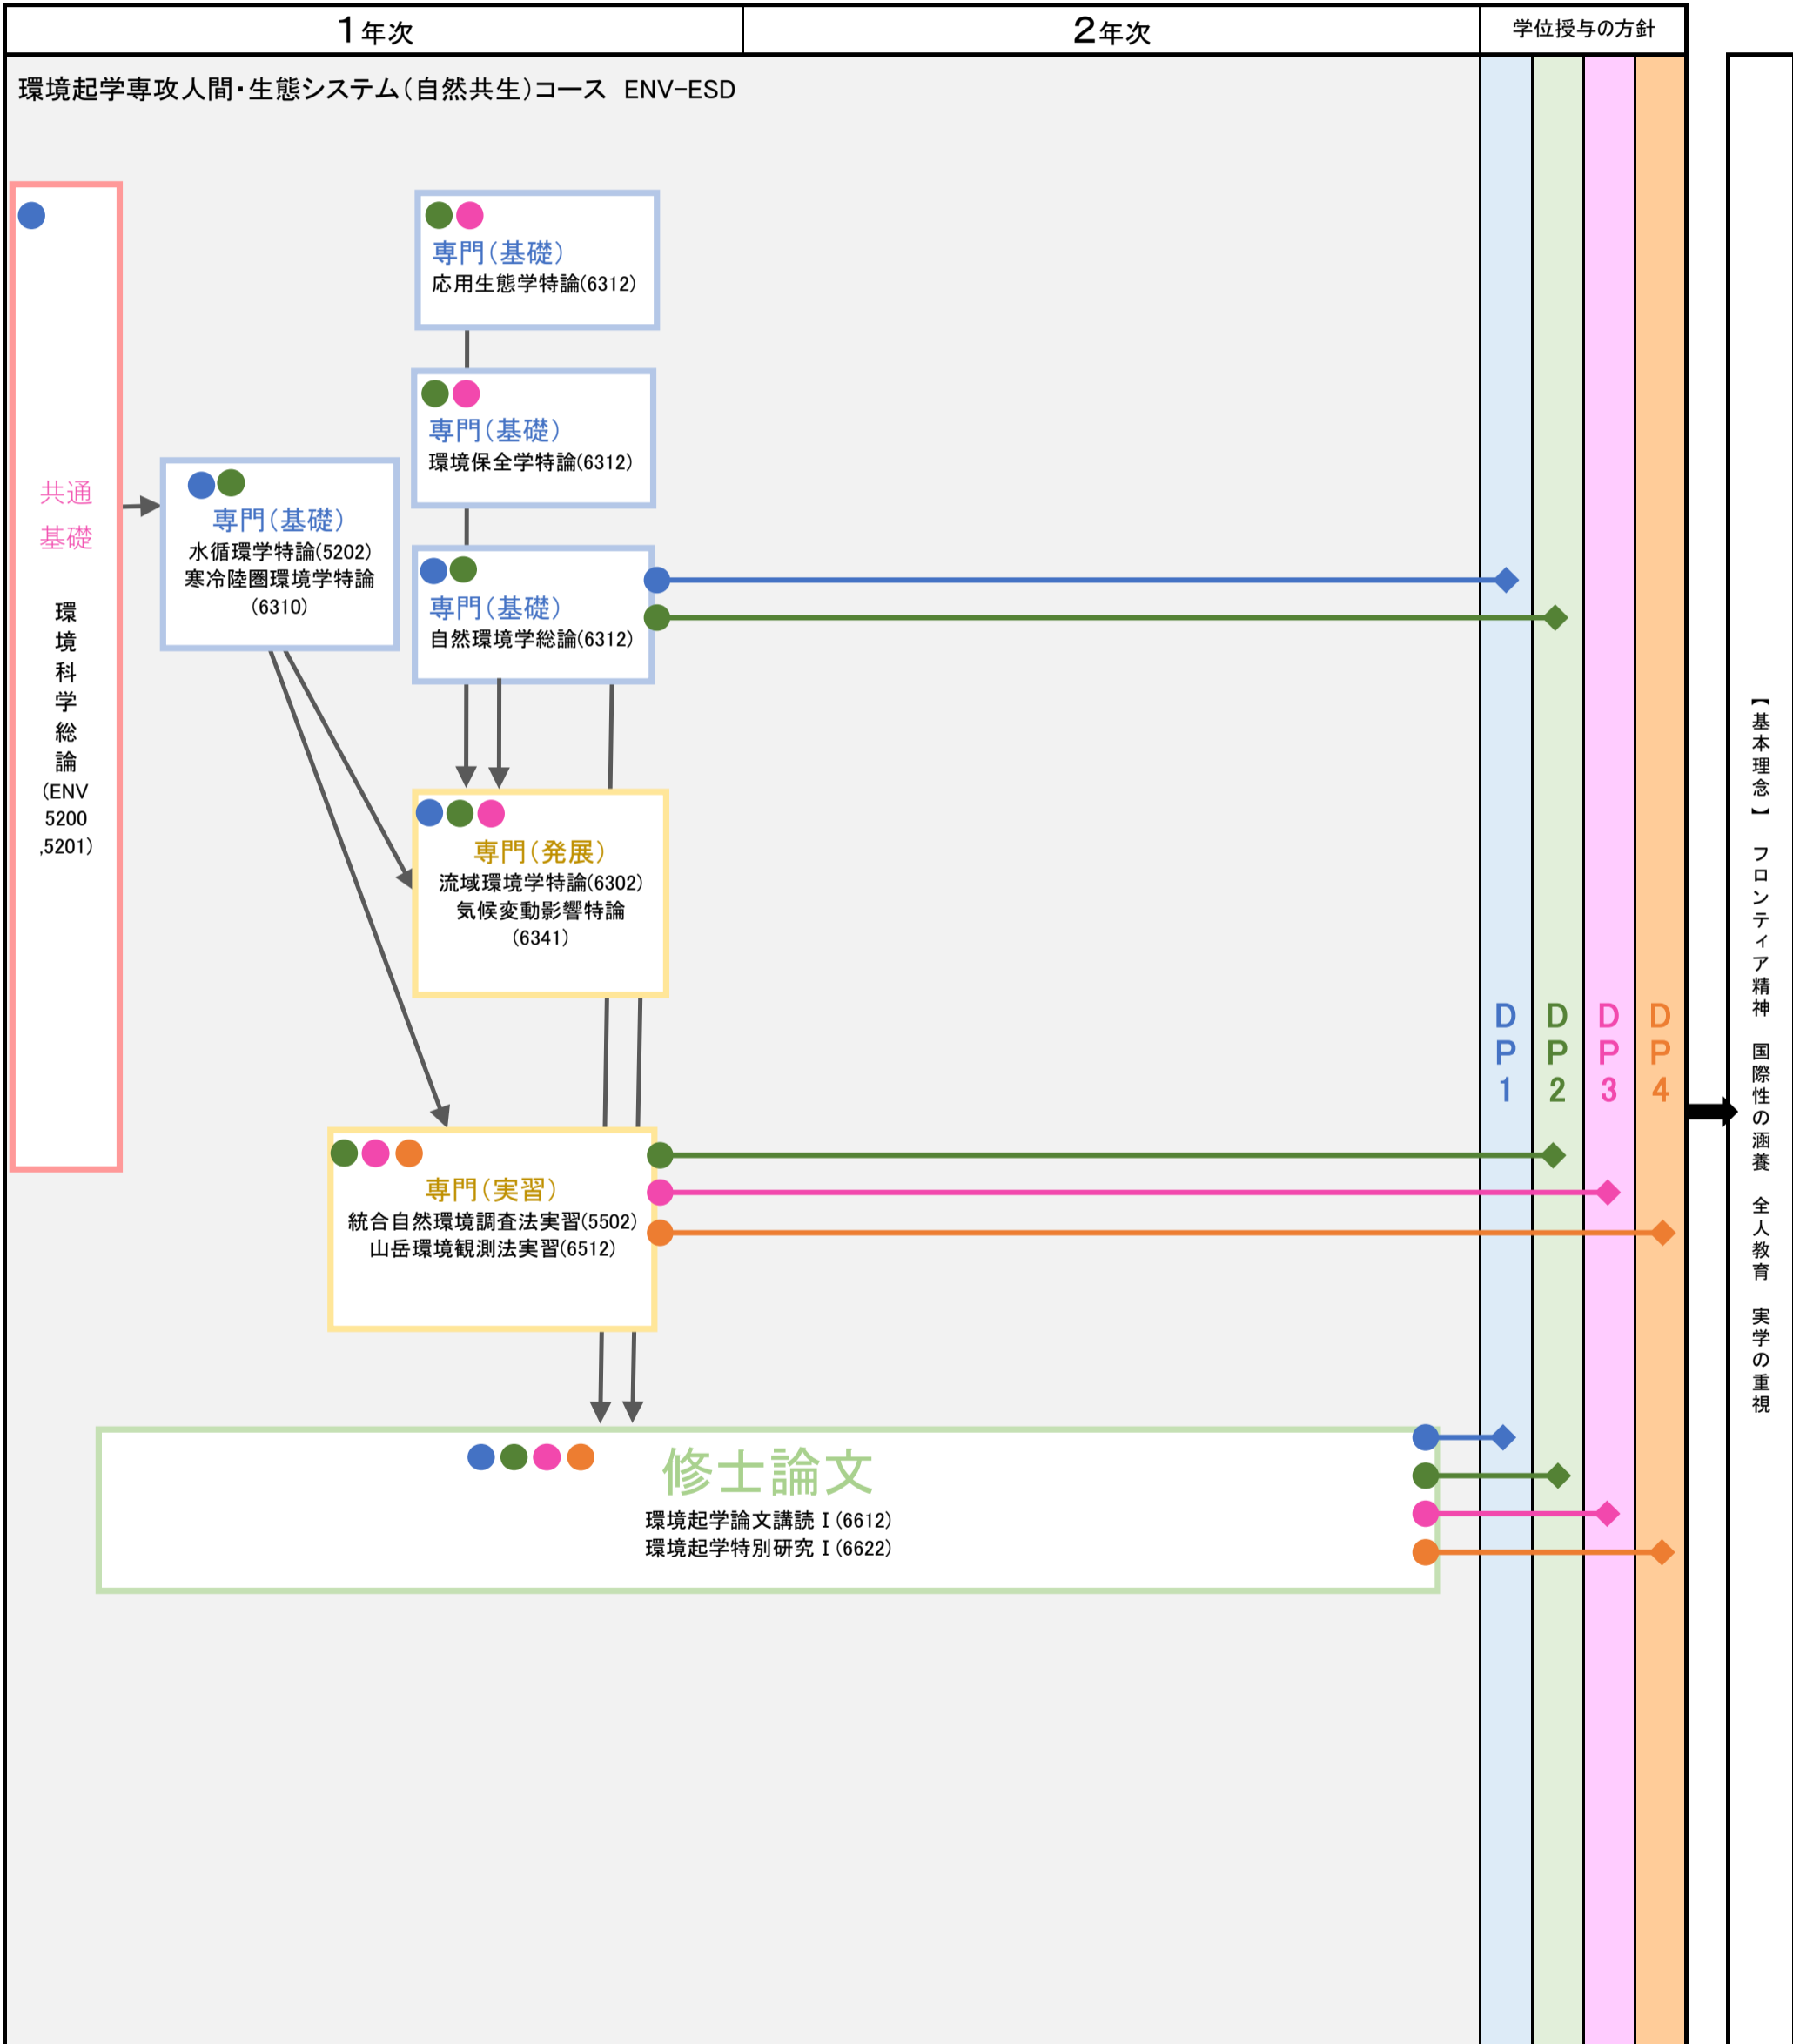 1年次
2年次
学位授与の方針
環境起学専攻人間・生態システム(自然共生)コース ENV-ESD
共通
基礎
環境科学総論
(ENV
5200
,5201)
専門(基礎)
水循環学特論(5202)
寒冷陸圏環境学特論
(6310)
専門(基礎)
応用生態学特論(6312)
専門(基礎)
環境保全学特論(6312)
専門(基礎)
自然環境学総論(6312)
専門(発展)
流域環境学特論(6302)
気候変動影響特論
(6341)
専門(実習)
統合自然環境調査法実習(5502)
山岳環境観測法実習(6512)
修士論文
環境起学論文講読Ⅰ(6612)
環境起学特別研究Ⅰ(6622)
DP1
DP2
DP3
DP4
【基本理念】 フロンティア精神 国際性の涵養 全人教育 実学の重視